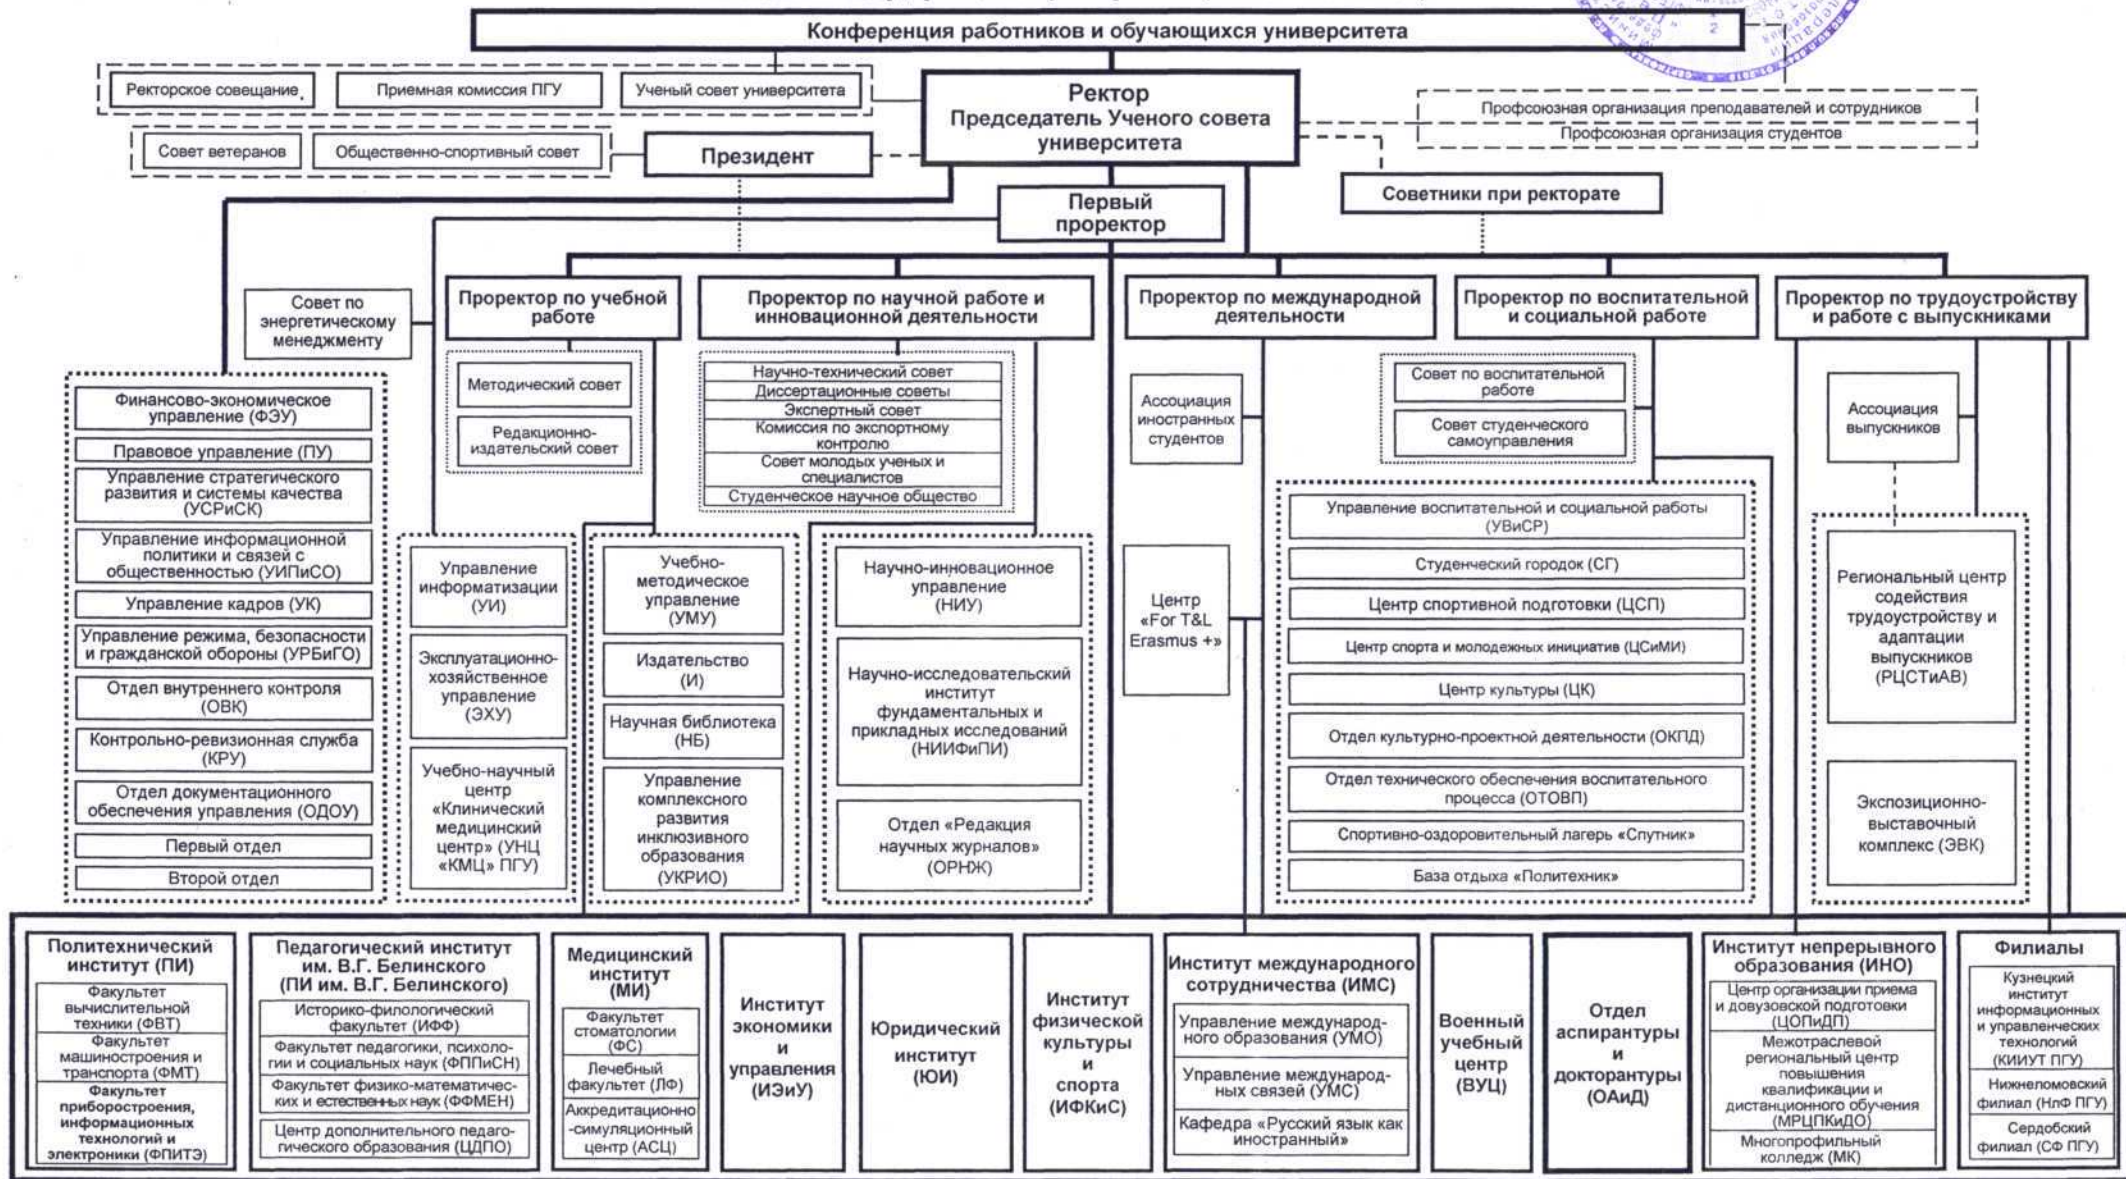 Конференция работников и обучающихся университета
Ректорское совещание
Приемная комиссия ПГУ
Ученый совет университета
Ректор
Председатель Ученого совета
университета
Профсоюзная организация преподавателей и сотрудников
Профсоюзная организация студентов
Совет ветеранов
Общественно-спортивный совет
Президент
Советники при ректорате
Первый
проректор
Совет по
энергетическому
менеджменту
Проректор по учебной
работе
Проректор по научной работе и
инновационной деятельности
Проректор по международной
деятельности
Проректор по воспитательной
и социальной работе
Проректор по трудоустройству
и работе с выпускниками
Методический совет
Редакционно-
издательский совет
Научно-технический совет
Диссертационные советы
Экспертный совет
Комиссия по экспортному
контролю
Совет молодых ученых и
специалистов
Студенческое научное общество
Ассоциация
иностранных
студентов
Совет по воспитательной
работе
Совет студенческого
самоуправления
Ассоциация
выпускников
Финансово-экономическое
управление (ФЭУ)
Правовое управление (ПУ)
Управление стратегического
развития и системы качества
(УСРиСК)
Управление информационной
политики и связей с
общественностью (УИПиСО)
Управление кадров (УК)
Управление режима, безопасности
и гражданской обороны (УРБиГО)
Отдел внутреннего контроля
(ОВК)
Контрольно-ревизионная служба
(КРУ)
Отдел документационного
обеспечения управления (ОДОУ)
Первый отдел
Второй отдел
Управление
информатизации
(УИ)
Эксплуатационно-
хозяйственное
управление
(ЭХУ)
Учебно-научный
центр
«Клинический
медицинский
центр» (УНЦ
«КМЦ» ПГУ)
Учебно-
методическое
управление
(УМУ)
Издательство
(И)
Научная библиотека
(НБ)
Управление
комплексного
развития
инклюзивного
образования
(УКРИО)
Научно-инновационное
управление
(НИУ)
Научно-исследовательский
институт
фундаментальных и
прикладных исследований
(НИИФиПИ)
Отдел «Редакция
научных журналов»
(ОРНЖ)
Центр
«For T&L
Erasmus +»
Управление воспитательной и социальной работы
(УВиСР)
Студенческий городок (СГ)
Центр спортивной подготовки (ЦСП)
Центр спорта и молодежных инициатив (ЦСиМИ)
Центр культуры (ЦК)
Отдел культурно-проектной деятельности (ОКПД)
Отдел технического обеспечения воспитательного
процесса (ОТОВП)
Спортивно-оздоровительный лагерь «Спутник»
База отдыха «Политехник»
Региональный центр
содействия
трудоустройству и
адаптации
выпускников
(РЦСТиАВ)
Экспозиционно-
выставочный
комплекс (ЭВК)
Политехнический
институт (ПИ)
Факультет
вычислительной
техники (ФВТ)
Факультет
машиностроения и
транспорта (ФМТ)
Факультет
приборостроения,
информационных
технологий и
электроники (ФПИТЭ)
Педагогический институт
им. В.Г. Белинского
(ПИ им. В.Г. Белинского)
Историко-филологический
факультет (ИФФ)
Факультет педагогики, психоло-
гии и социальных наук (ФППиСН)
Факультет физико-математичес-
ких и естественных наук (ФФМЕН)
Центр дополнительного педаго-
гического образования (ЦДПО)
Медицинский
институт
(МИ)
Факультет
стоматологии
(ФС)
Лечебный
факультет (ЛФ)
Аккредитационно
-симуляционный
центр (АСЦ)
Институт
экономики
и
управления
(ИЭиУ)
Юридический
институт
(ЮИ)
Институт
физической
культуры
и
спорта
(ИФКиС)
Институт международного
сотрудничества (ИМС)
Управление международ-
ного образования (УМО)
Управление международ-
ных связей (УМС)
Кафедра «Русский язык как
иностранный»
Военный
учебный
центр
(ВУЦ)
Отдел
аспирантуры
и
докторантуры
(ОАиД)
Институт непрерывного
образования (ИНО)
Центр организации приема
и довузовской подготовки
(ЦОПиДП)
Межотраслевой
региональный центр
повышения
квалификации и
дистанционного обучения
(МРЦПКиДО)
Многопрофильный
колледж (МК)
Филиалы
Кузнецкий
институт
информационных
и управленческих
технологий
(КИИУТ ПГУ)
Нижнеломовский
филиал (НлФ ПГУ)
Сердобский
филиал (СФ ПГУ)